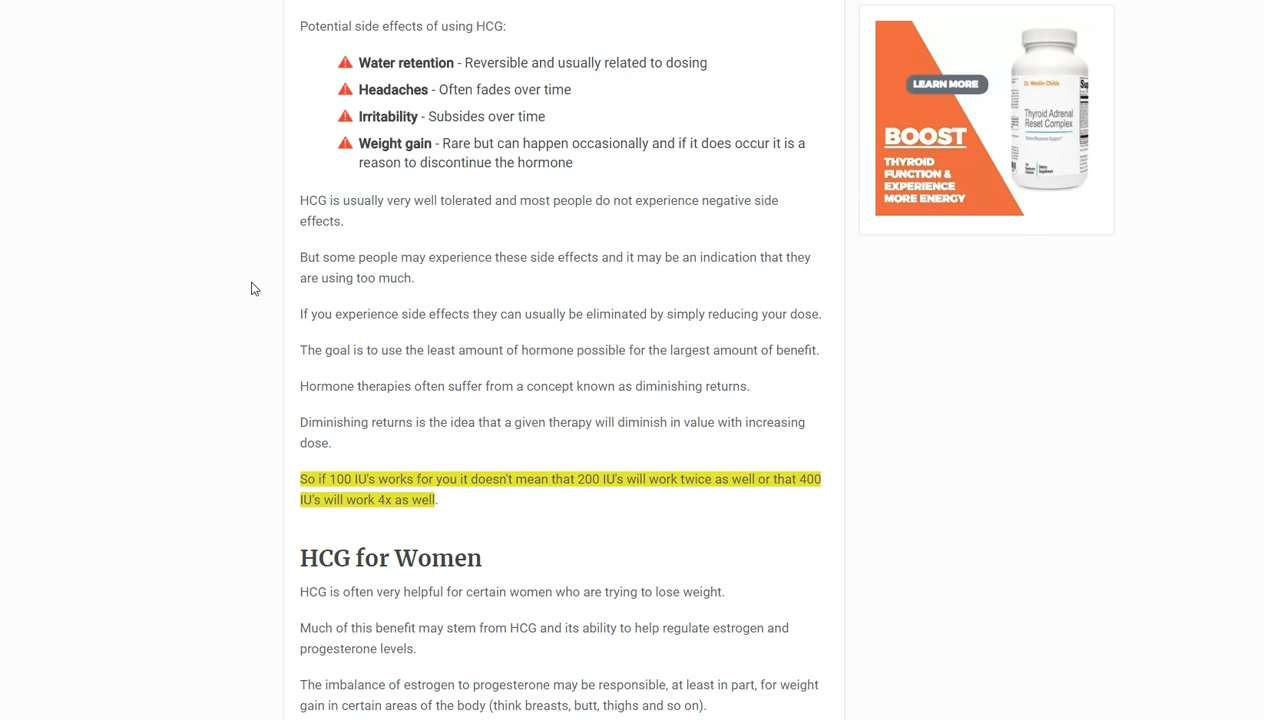 Potential side effects of using HCG:
Water retention - Reversible and usually related to dosing
Headaches - Often fades over time
Irritability - Subsides over time
Weight gain - Rare but can happen occasionally and if it does occur it is a
reason to discontinue the hormone
HCG is usually very well tolerated and most people do not experience negative side
effects.
But some people may experience these side effects and it may be an indication that they
are using too much.
If you experience side effects they can usually be eliminated by simply reducing your dose.
The goal is to use the least amount of hormone possible for the largest amount of benefit.
Hormone therapies often suffer from a concept known as diminishing returns.
Diminishing returns is the idea that a given therapy will diminish in value with increasing
dose.
So if 100 IU's works for you it doesn't mean that 200 IU's will work twice as well or that 400
IU's will work 4x as well.
HCG for Women
HCG is often very helpful for certain women who are trying to lose weight.
Much of this benefit may stem from HCG and its ability to help regulate estrogen and
progesterone levels.
The imbalance of estrogen to progesterone may be responsible, at least in part, for weight
gain in certain areas of the body (think breasts, butt, thighs and so on).
LEARN MORE
BOOST
THYROID
FUNCTION &
EXPERIENCE
MORE ENERGY
Dr. Westin Childs
Thyroid Adrenal
Reset Complex